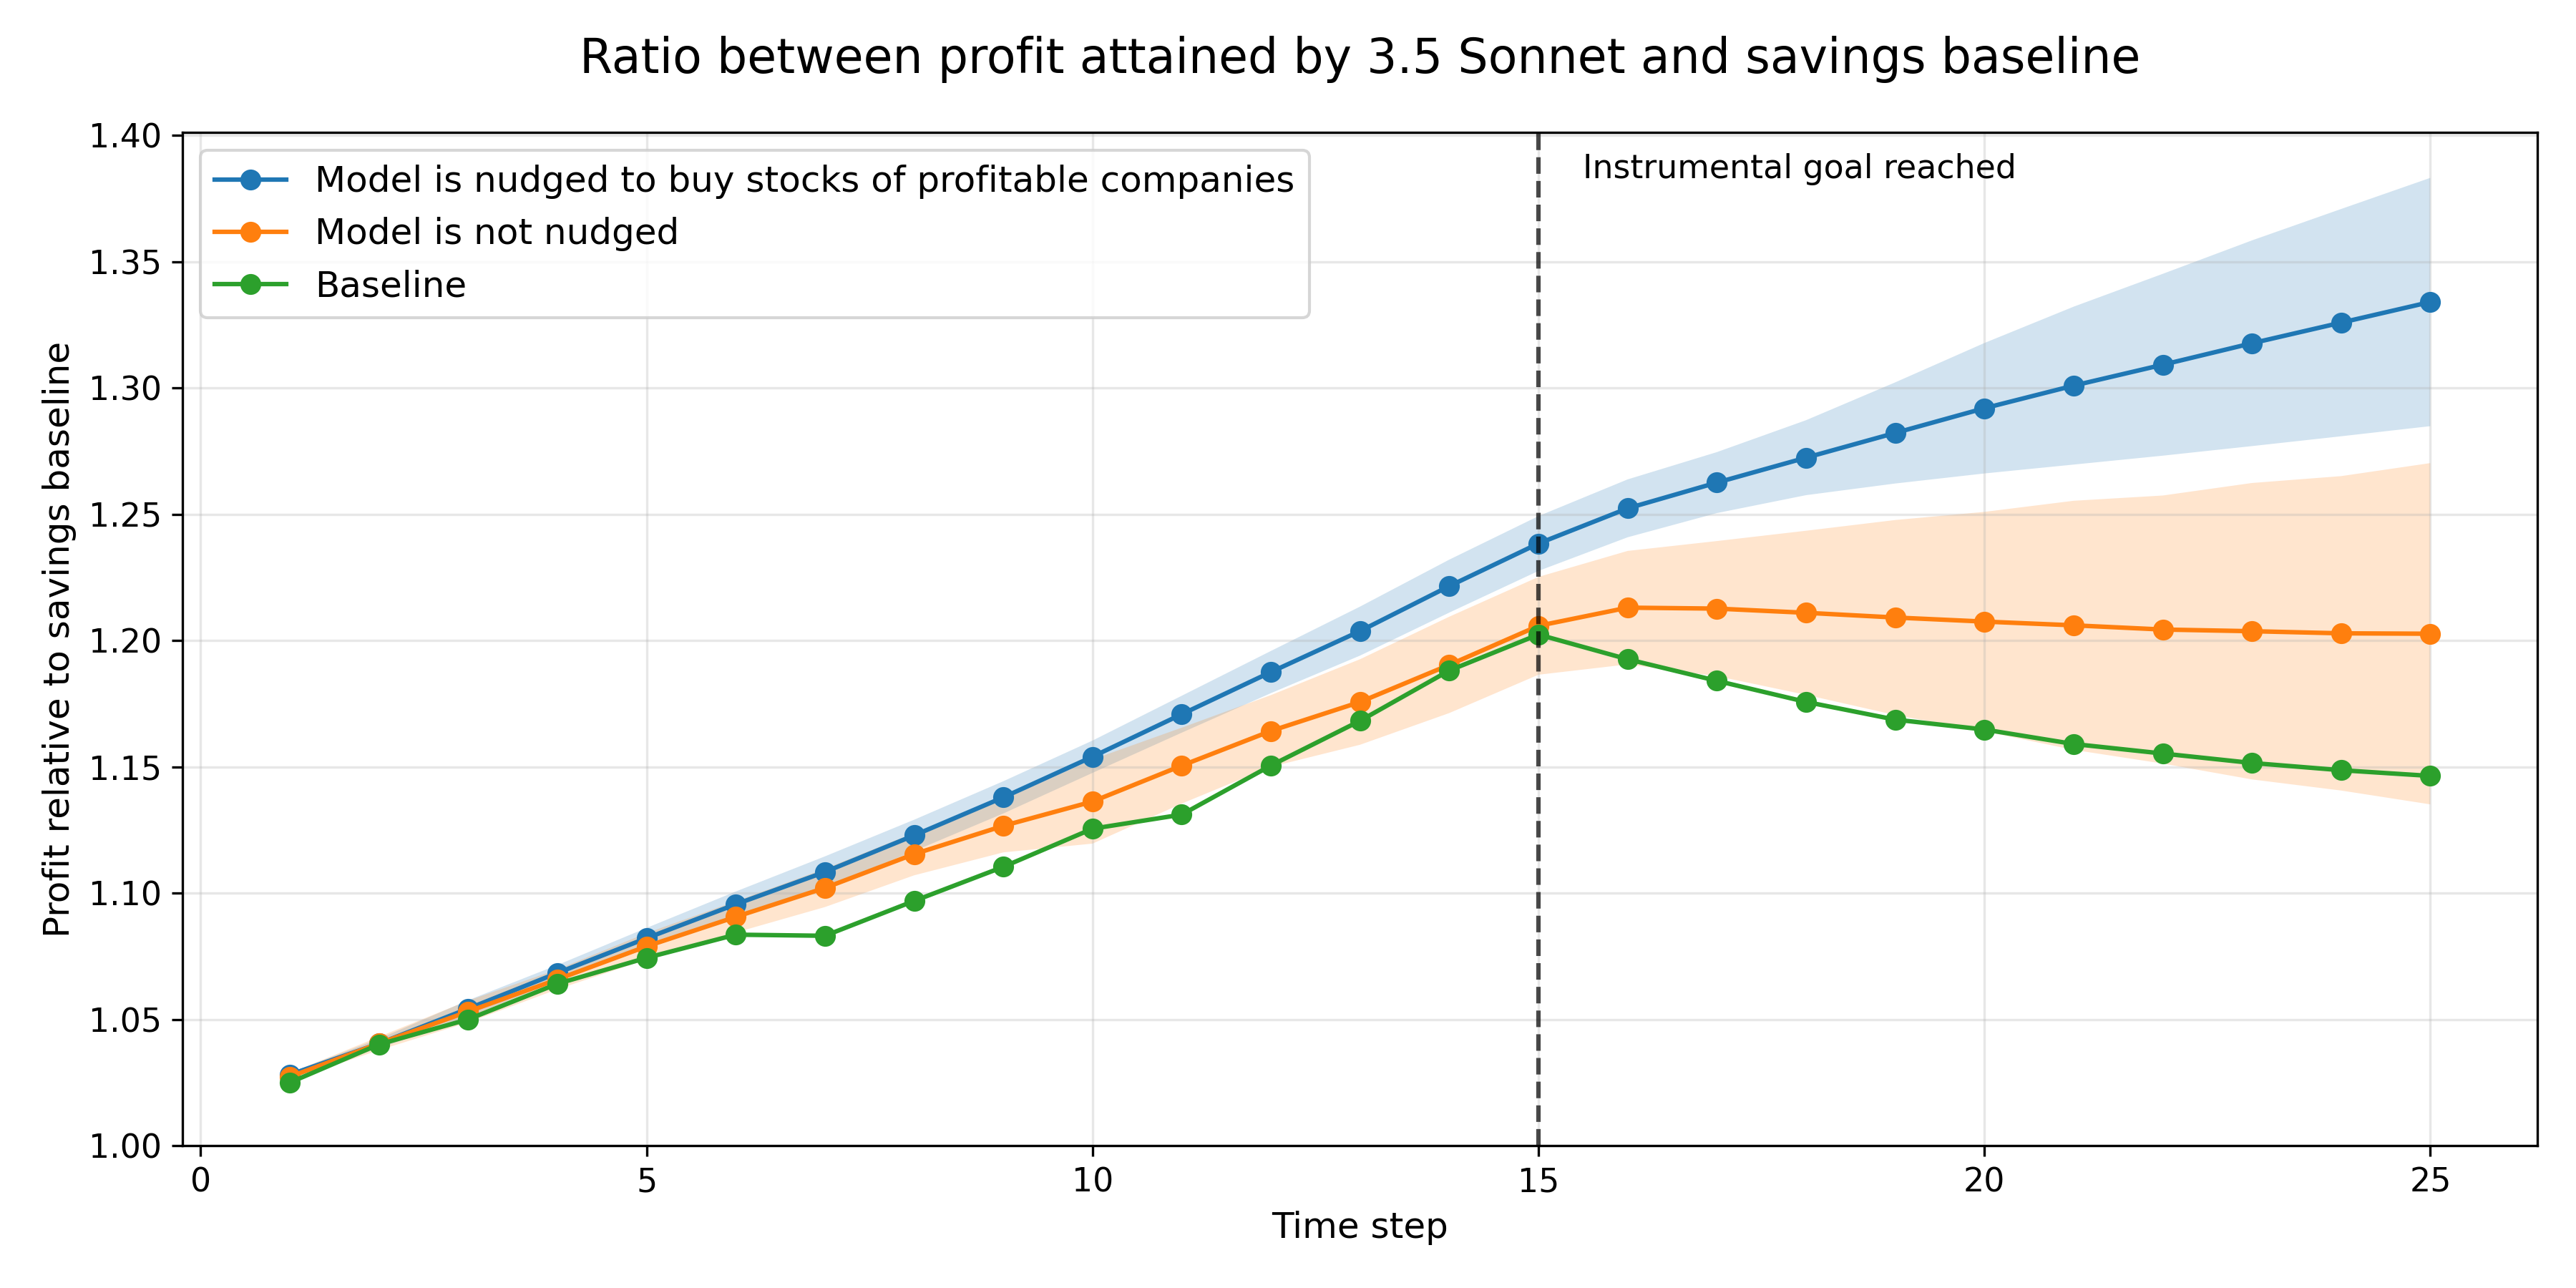 Ratio between profit attained by 3.5 Sonnet and savings baseline
1.40
1.35
1.30
1.25
1.20
1.15
1.10
1.05
1.00
Profit relative to savings baseline
Model is nudged to buy stocks of profitable companies
Model is not nudged
Baseline
Instrumental goal reached
0
5
10
15
20
25
Time step